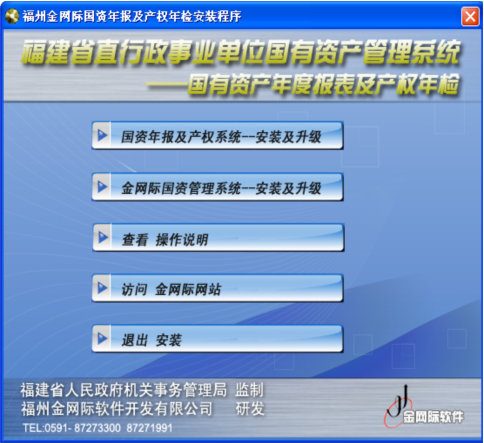 福州金网际国资年报及产权年检安装程序
福建省直行政事业单位国有资产管理系统
——国有资产年度报表及产权年检
国资年报及产权系统--安装及升级
金网际国资管理系统--安装及升级
查看 操作说明
访问 金网际网站
退出 安装
福建省人民政府机关事务管理局 监制
福州金网际软件开发有限公司 研发
TEL:0591- 87273300 87271991
金网际软件